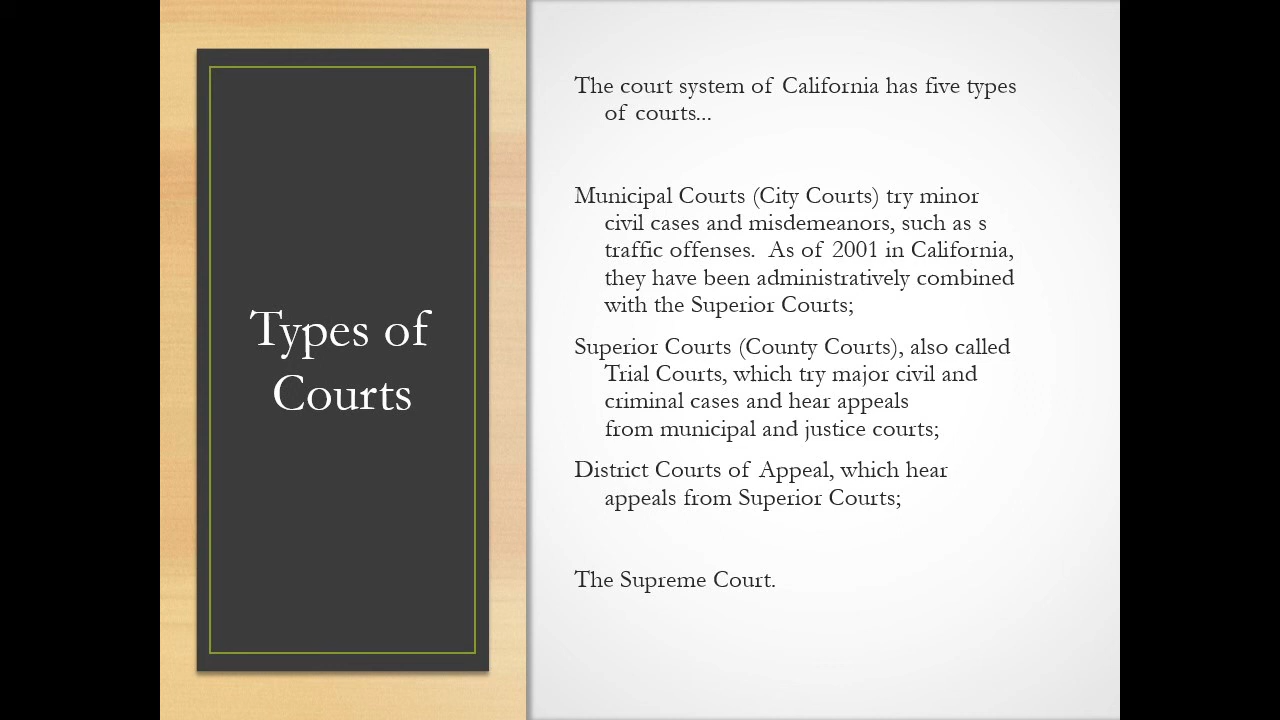 Types of
Courts
The court system of California has five types
of courts...
Municipal Courts (City Courts) try minor
civil cases and misdemeanors, such as s
traffic offenses.  As of 2001 in California,
they have been administratively combined
with the Superior Courts;
Superior Courts (County Courts), also called
Trial Courts, which try major civil and
criminal cases and hear appeals
from municipal and justice courts;
District Courts of Appeal, which hear
appeals from Superior Courts;
The Supreme Court.